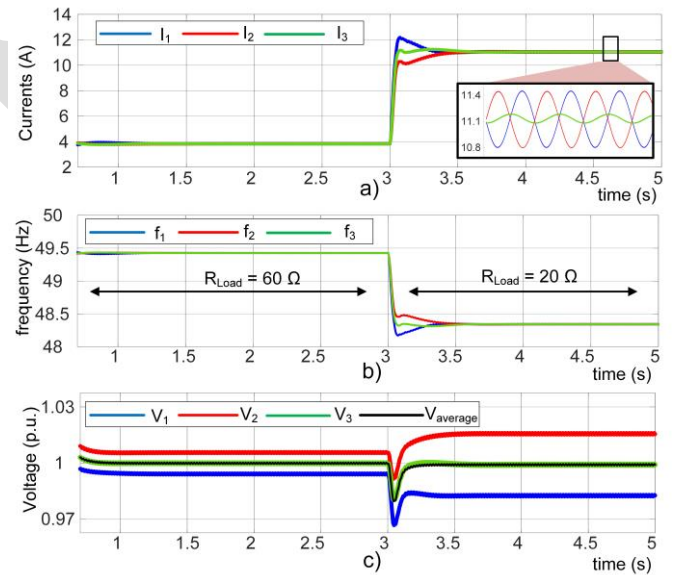 14
12
10
8
6
4
2
Currents (A)
I1 I2 I3
11.4
11.1
10.8
1 1.5 2 2.5 3 3.5 4 4.5 5
a) time (s)
50
49.2
48.5
48
frequency (Hz)
f1 f2 f3
RLoad = 60 Ω RLoad = 20 Ω
1 1.5 2 2.5 3 3.5 4 4.5 5
b) time (s)
1.03
1
0.97
Voltage (p.u.)
V1 V2 V3 Vaverage
1 1.5 2 2.5 3 3.5 4 4.5 5
c) time (s)